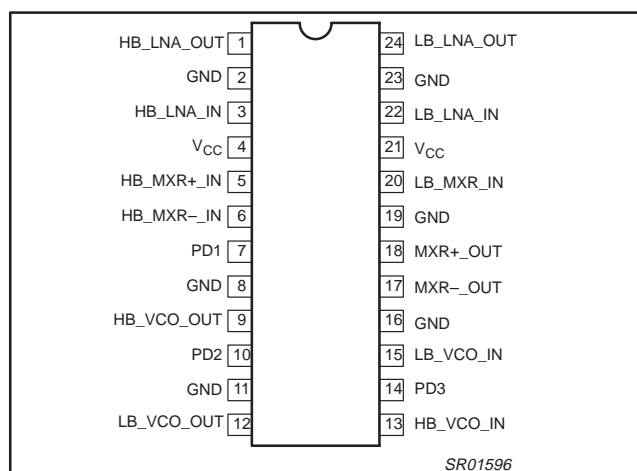 HB_LNA_OUT 1 24 LB_LNA_OUT
GND 2 23 GND
HB_LNA_IN 3 22 LB_LNA_IN
VCC 4 21 VCC
HB_MXR+_IN 5 20 LB_MXR_IN
HB_MXR–_IN 6 19 GND
PD1 7 18 MXR+_OUT
GND 8 17 MXR–_OUT
HB_VCO_OUT 9 16 GND
PD2 10 15 LB_VCO_IN
GND 11 14 PD3
LB_VCO_OUT 12 13 HB_VCO_IN
SR01596